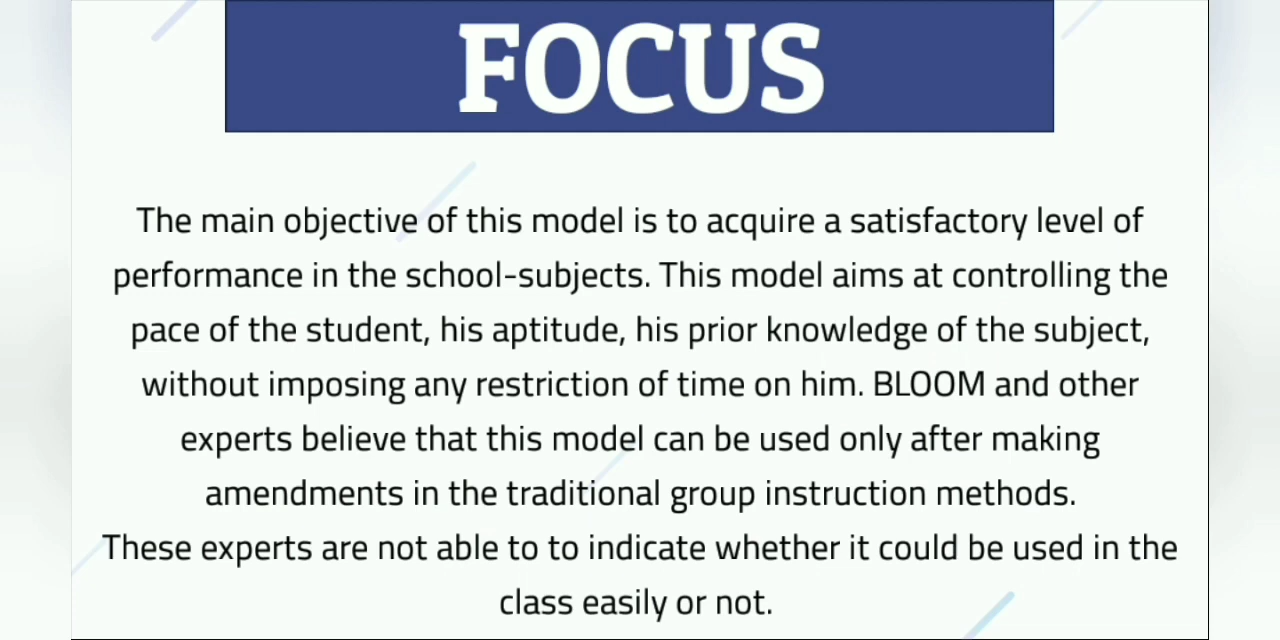 FOCUS
The main objective of this model is to acquire a satisfactory level of
performance in the school-subjects. This model aims at controlling the
pace of the student, his aptitude, his prior knowledge of the subject,
without imposing any restriction of time on him. BLOOM and other
experts believe that this model can be used only after making
amendments in the traditional group instruction methods.
These experts are not able to to indicate whether it could be used in the
class easily or not.